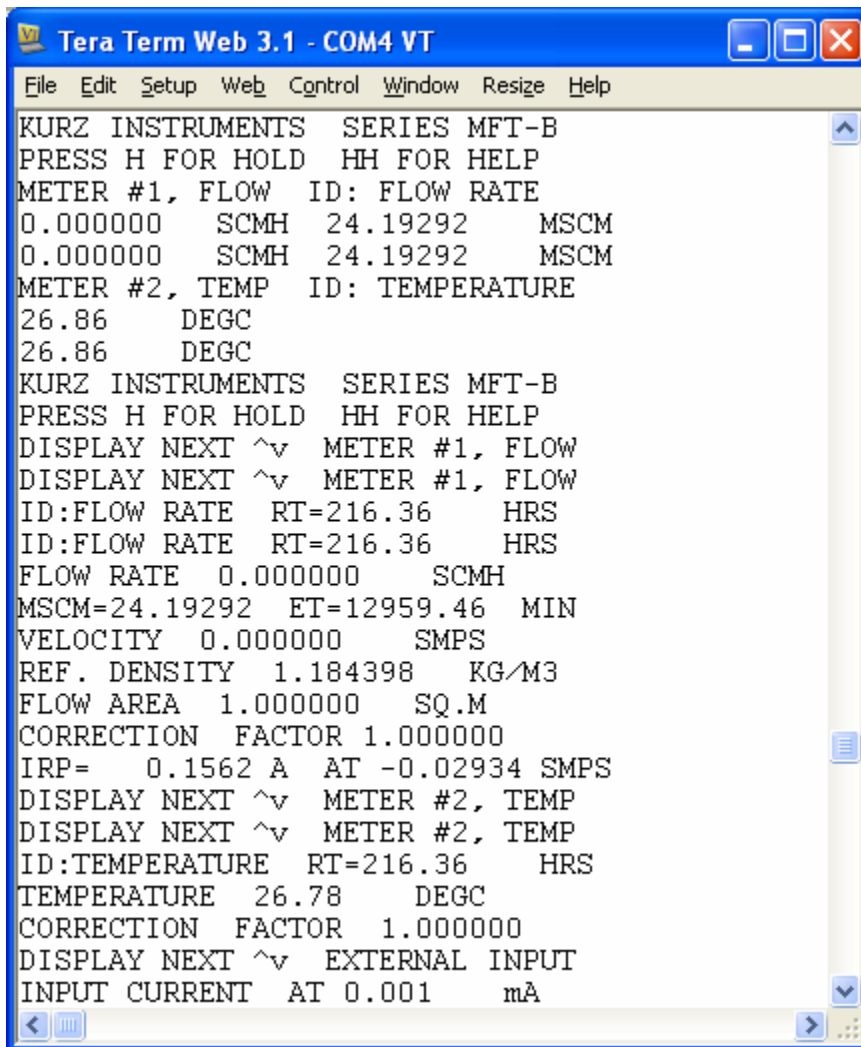 Tera Term Web 3.1 - COM4 VT
File Edit Setup Web Control Window Resize Help
KURZ INSTRUMENTS SERIES MFT-B
PRESS H FOR HOLD HH FOR HELP
METER #1, FLOW ID: FLOW RATE
0.000000 SCMH 24.19292 MSCM
0.000000 SCMH 24.19292 MSCM
METER #2, TEMP ID: TEMPERATURE
26.86 DEGC
26.86 DEGC
KURZ INSTRUMENTS SERIES MFT-B
PRESS H FOR HOLD HH FOR HELP
DISPLAY NEXT ^v METER #1, FLOW
DISPLAY NEXT ^v METER #1, FLOW
ID:FLOW RATE RT=216.36 HRS
ID:FLOW RATE RT=216.36 HRS
FLOW RATE 0.000000 SCMH
MSCM=24.19292 ET=12959.46 MIN
VELOCITY 0.000000 SMPS
REF. DENSITY 1.184398 KG/M3
FLOW AREA 1.000000 SQ.M
CORRECTION FACTOR 1.000000
IRP= 0.1562 A AT -0.02934 SMPS
DISPLAY NEXT ^v METER #2, TEMP
DISPLAY NEXT ^v METER #2, TEMP
ID:TEMPERATURE RT=216.36 HRS
TEMPERATURE 26.78 DEGC
CORRECTION FACTOR 1.000000
DISPLAY NEXT ^v EXTERNAL INPUT
INPUT CURRENT AT 0.001 mA